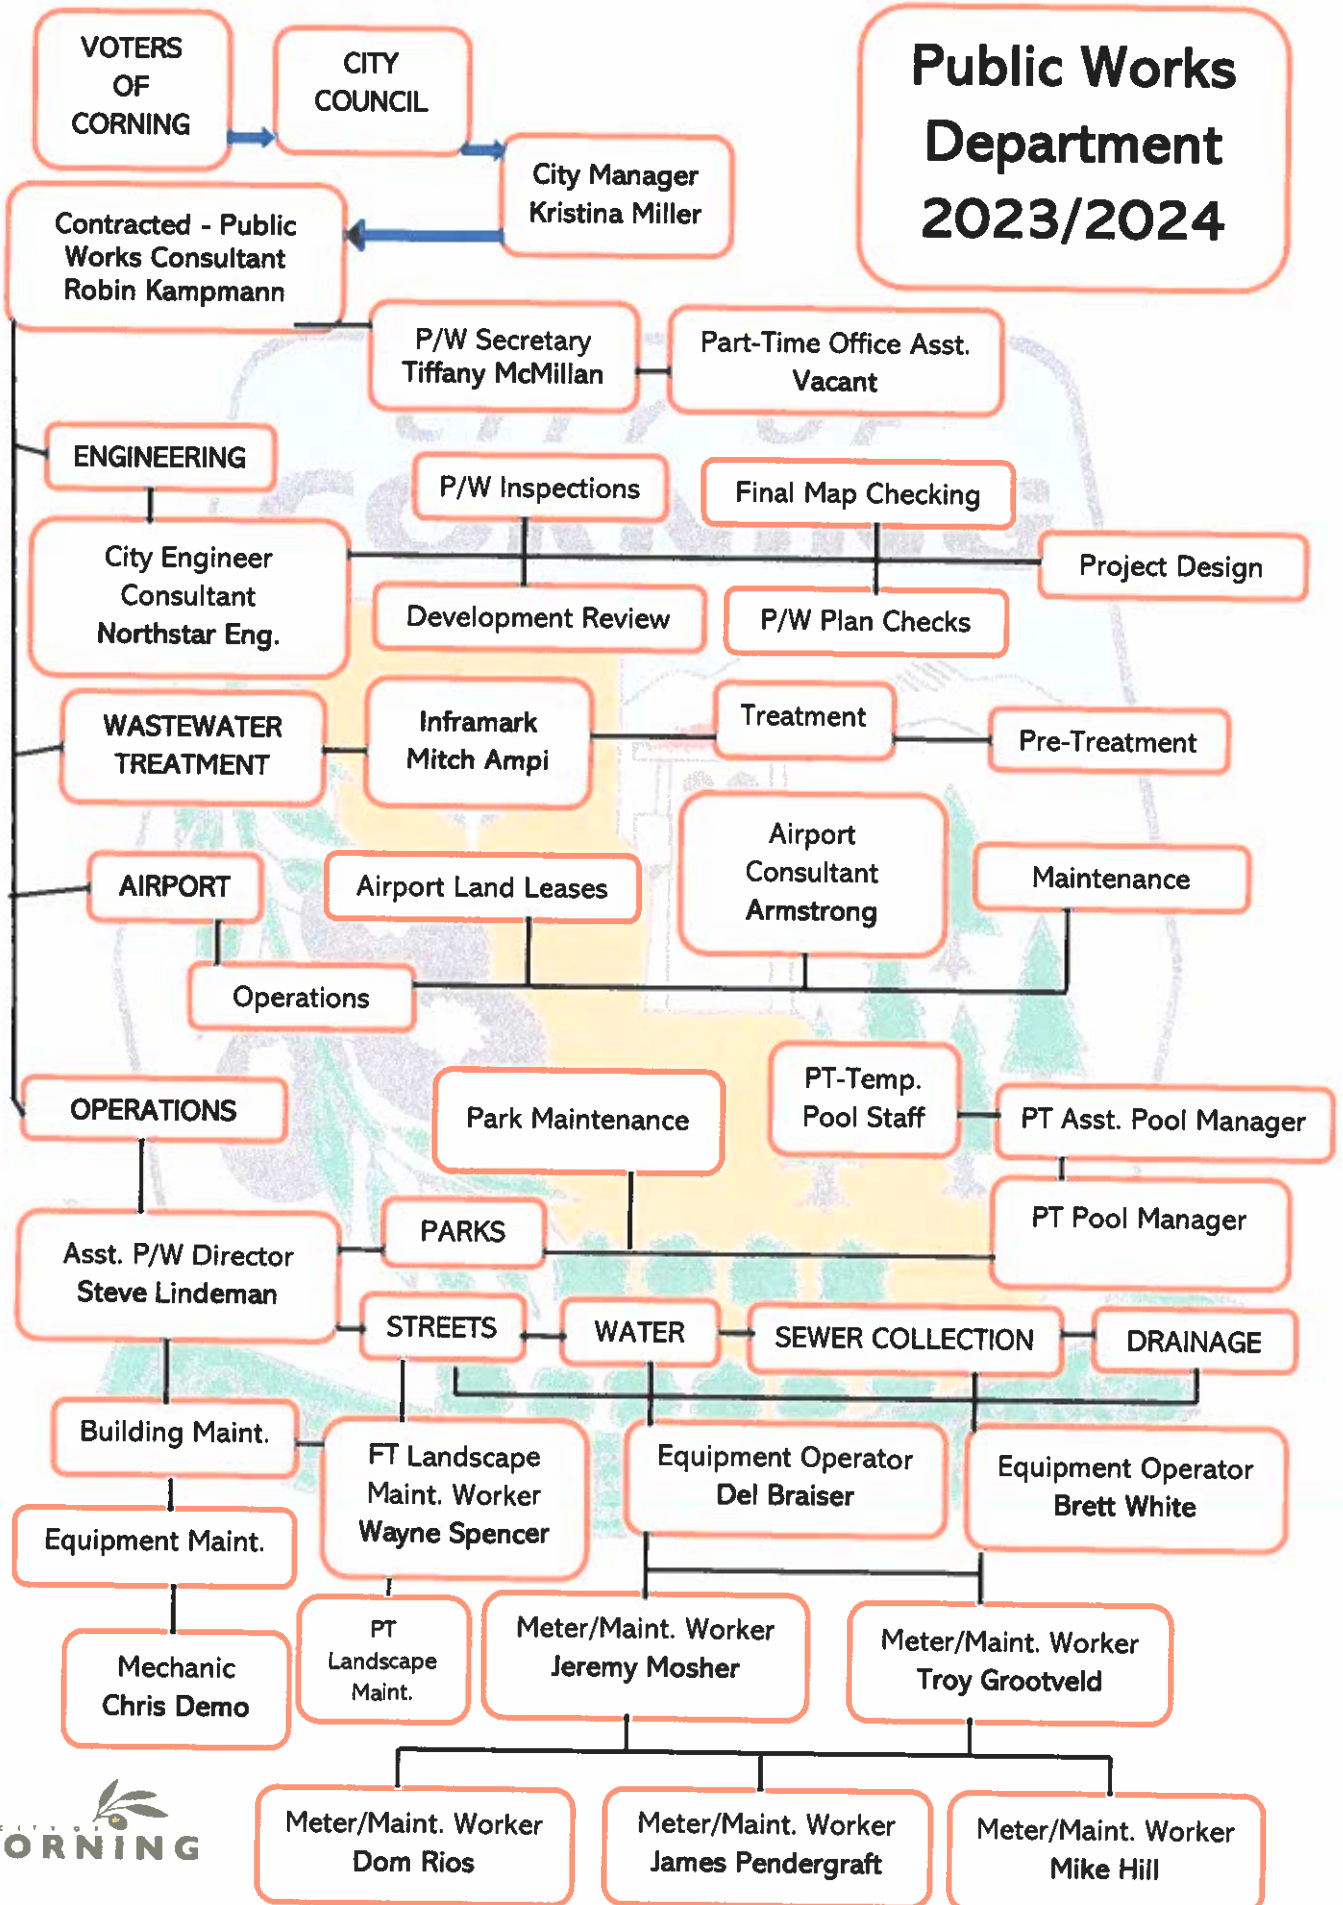 VOTERS
OF
CORNING
CITY
COUNCIL
Public Works
Department
2023/2024
City Manager
Kristina Miller
Contracted - Public
Works Consultant
Robin Kampmann
P/W Secretary
Tiffany McMillan
Part-Time Office Asst.
Vacant
CITY OF
CORNING
ENGINEERING
P/W Inspections
Final Map Checking
City Engineer
Consultant
Northstar Eng.
Project Design
Development Review
P/W Plan Checks
WASTEWATER
TREATMENT
Inframark
Mitch Ampi
Treatment
Pre-Treatment
AIRPORT
Airport Land Leases
Airport
Consultant
Armstrong
Maintenance
Operations
OPERATIONS
Park Maintenance
PT-Temp.
Pool Staff
PT Asst. Pool Manager
PT Pool Manager
Asst. P/W Director
Steve Lindeman
PARKS
STREETS
WATER
SEWER COLLECTION
DRAINAGE
Building Maint.
FT Landscape
Maint. Worker
Wayne Spencer
Equipment Operator
Del Braiser
Equipment Operator
Brett White
Equipment Maint.
Mechanic
Chris Demo
PT
Landscape
Maint.
Meter/Maint. Worker
Jeremy Mosher
Meter/Maint. Worker
Troy Grootveld
Meter/Maint. Worker
Dom Rios
Meter/Maint. Worker
James Pendergraft
Meter/Maint. Worker
Mike Hill
ORNING